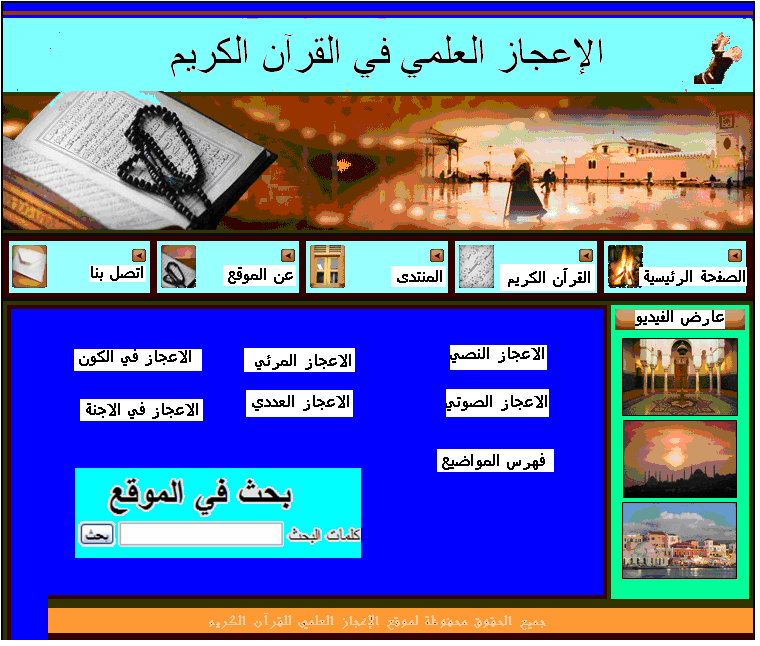 الإعجاز العلمي في القرآن الكريم
الصفحة الرئيسية
القرآن الكريم
المنتدى
عن الموقع
اتصل بنا
عارض الفيديو
الاعجاز النصي
الاعجاز المرئي
الاعجاز في الكون
الاعجاز الصوتي
الاعجاز العددي
الاعجاز في الاجنة
فهرس المواضيع
بحث في الموقع
كلمات البحث
بحث
جميع الحقوق محفوظة لموقع الإعجاز العلمي للقرآن الكريم